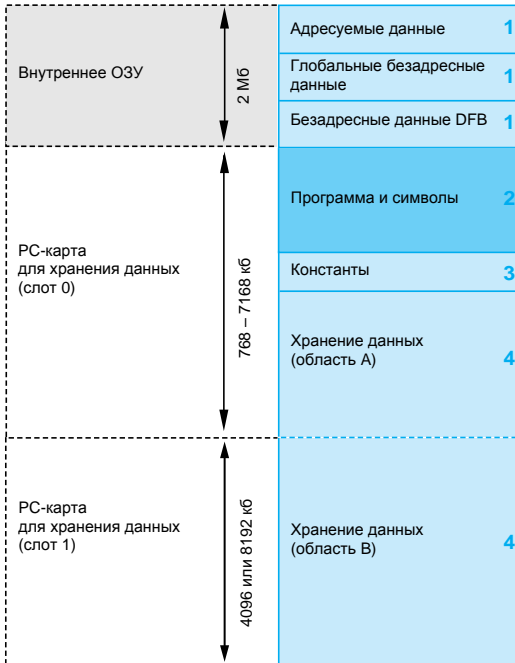 Внутреннее ОЗУ
2 Мб
Адресуемые данные 1
Глобальные безадресные
данные 1
Безадресные данные DFB 1
PC-карта
для хранения данных
(слот 0)
768 – 7168 кб
Программа и символы 2
Константы 3
Хранение данных
(область A) 4
PC-карта
для хранения данных
(слот 1)
4096 или 8192 кб
Хранение данных
(область B) 4